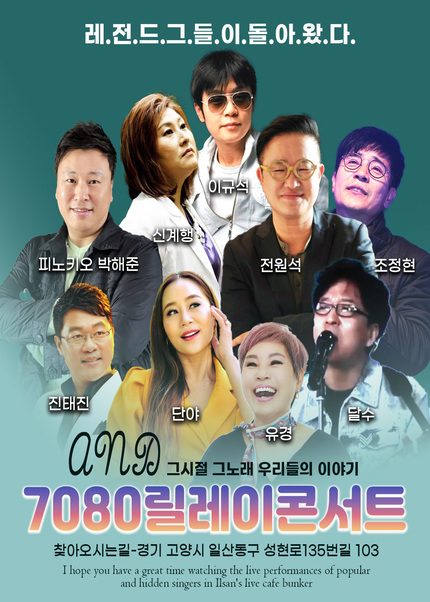 레.전.드.그.들.이.돌.아.왔.다.
이규석
신계행
피노키오 박해준
전원석
조정현
진태진
단야
유경
달수
AND 그시절 그노래 우리들의 이야기
7080릴레이콘서트
찾아오시는길-경기 고양시 일산동구 성현로135번길 103
I hope you have a great time watching the live performances of popular
and hidden singers in Ilsan's live cafe bunker